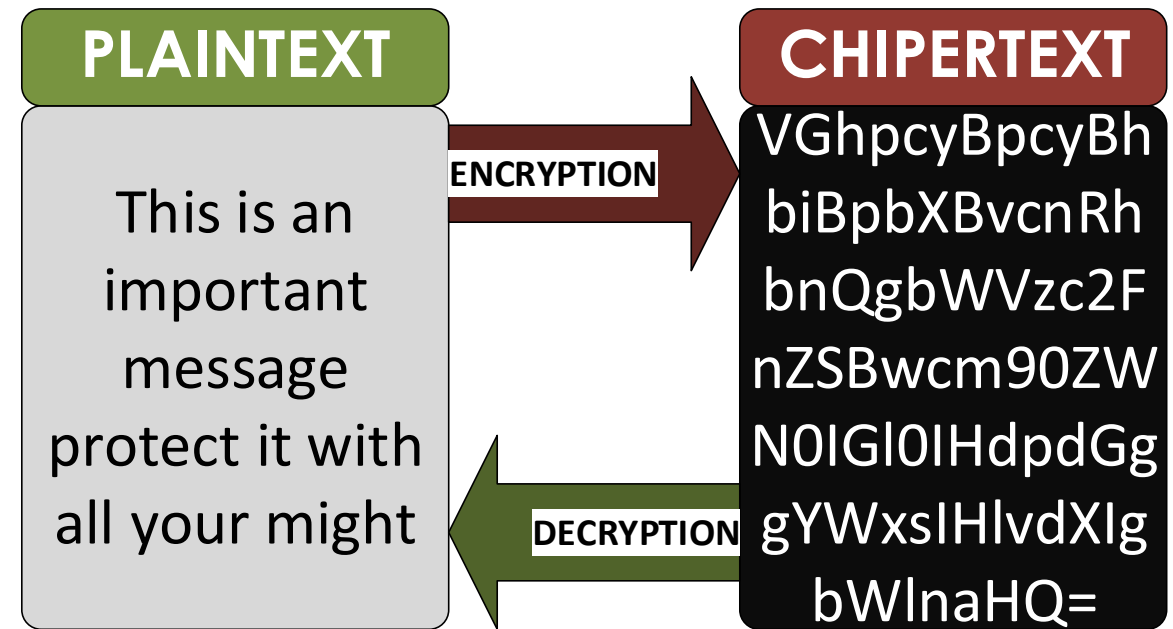 PLAINTEXT
This is an
important
message
protect it with
all your might
ENCRYPTION
DECRYPTION
CHIPERTEXT
VGhpcyBpcyBh
biBpbXBvcnRh
bnQgbWVzc2F
nZSBwcm90ZW
N0IGl0IHdpdGg
gYWxsIHlvdXIg
bWlnaHQ=